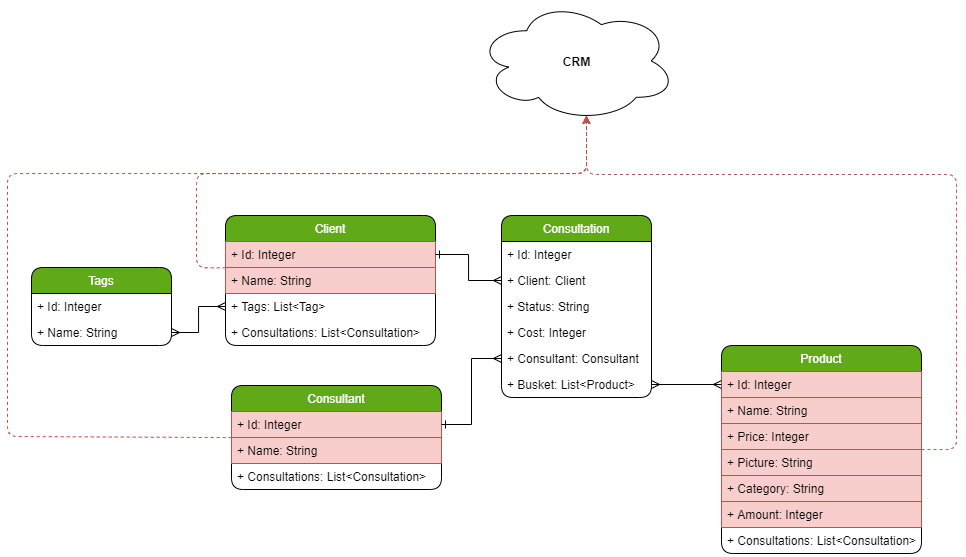 CRM
Client
+ Id: Integer
+ Name: String
+ Tags: List<Tag>
+ Consultations: List<Consultation>
Consultation
+ Id: Integer
+ Client: Client
+ Status: String
+ Cost: Integer
+ Consultant: Consultant
+ Busket: List<Product>
Tags
+ Id: Integer
+ Name: String
Consultant
+ Id: Integer
+ Name: String
+ Consultations: List<Consultation>
Product
+ Id: Integer
+ Name: String
+ Price: Integer
+ Picture: String
+ Category: String
+ Amount: Integer
+ Consultations: List<Consultation>